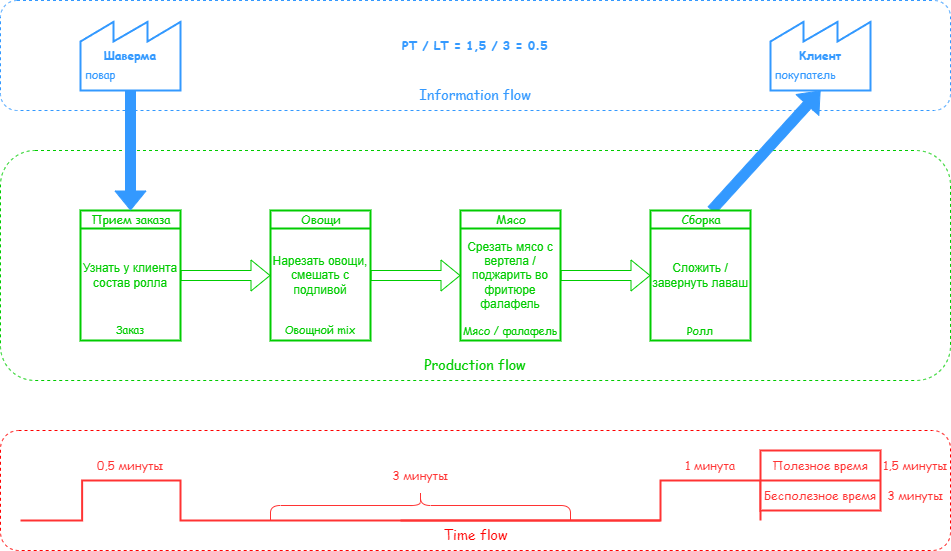 Шаверма
повар
PT / LT = 1,5 / 3 = 0.5
Клиент
покупатель
Information flow
Прием заказа
Узнать у клиента
состав ролла
Заказ
Овощи
Нарезать овощи,
смешать с
подливой
Овощной mix
Мясо
Срезать мясо с
вертела /
поджарить во
фритюре
фалафель
Мясо / фалафель
Сборка
Сложить /
завернуть лаваш
Ролл
Production flow
0,5 минуты
3 минуты
1 минута
Полезное время
1,5 минуты
Бесполезное время
3 минуты
Time flow